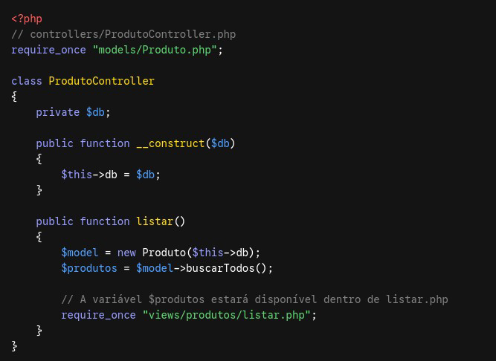 <?php
// controllers/ProdutoController.php
require_once "models/Produto.php";
class ProdutoController
{
private $db;
public function __construct($db)
{
$this->db = $db;
}
public function listar()
{
$model = new Produto($this->db);
$produtos = $model->buscarTodos();
// A variável $produtos estará disponível dentro de listar.php
require_once "views/produtos/listar.php";
}
}